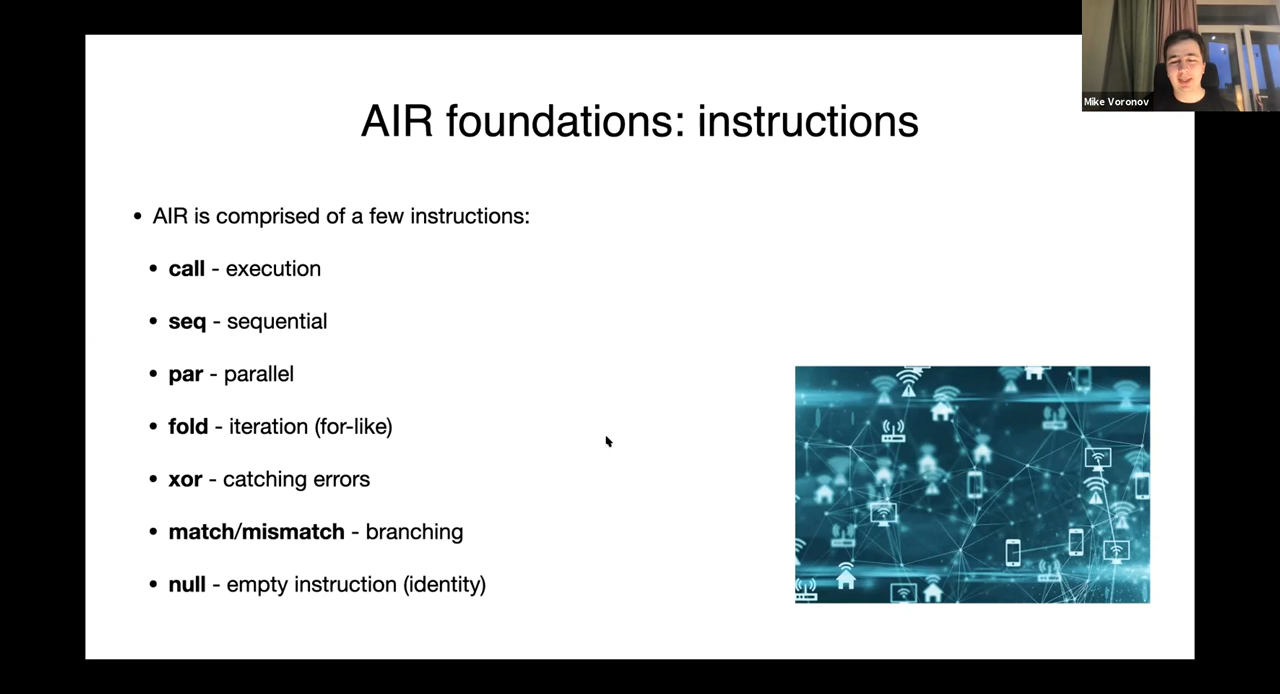 Mike Voronov
AIR foundations: instructions
• AIR is comprised of a few instructions:
• call - execution
• seq - sequential
• par - parallel
• fold - iteration (for-like)
• xor - catching errors
• match/mismatch - branching
• null - empty instruction (identity)